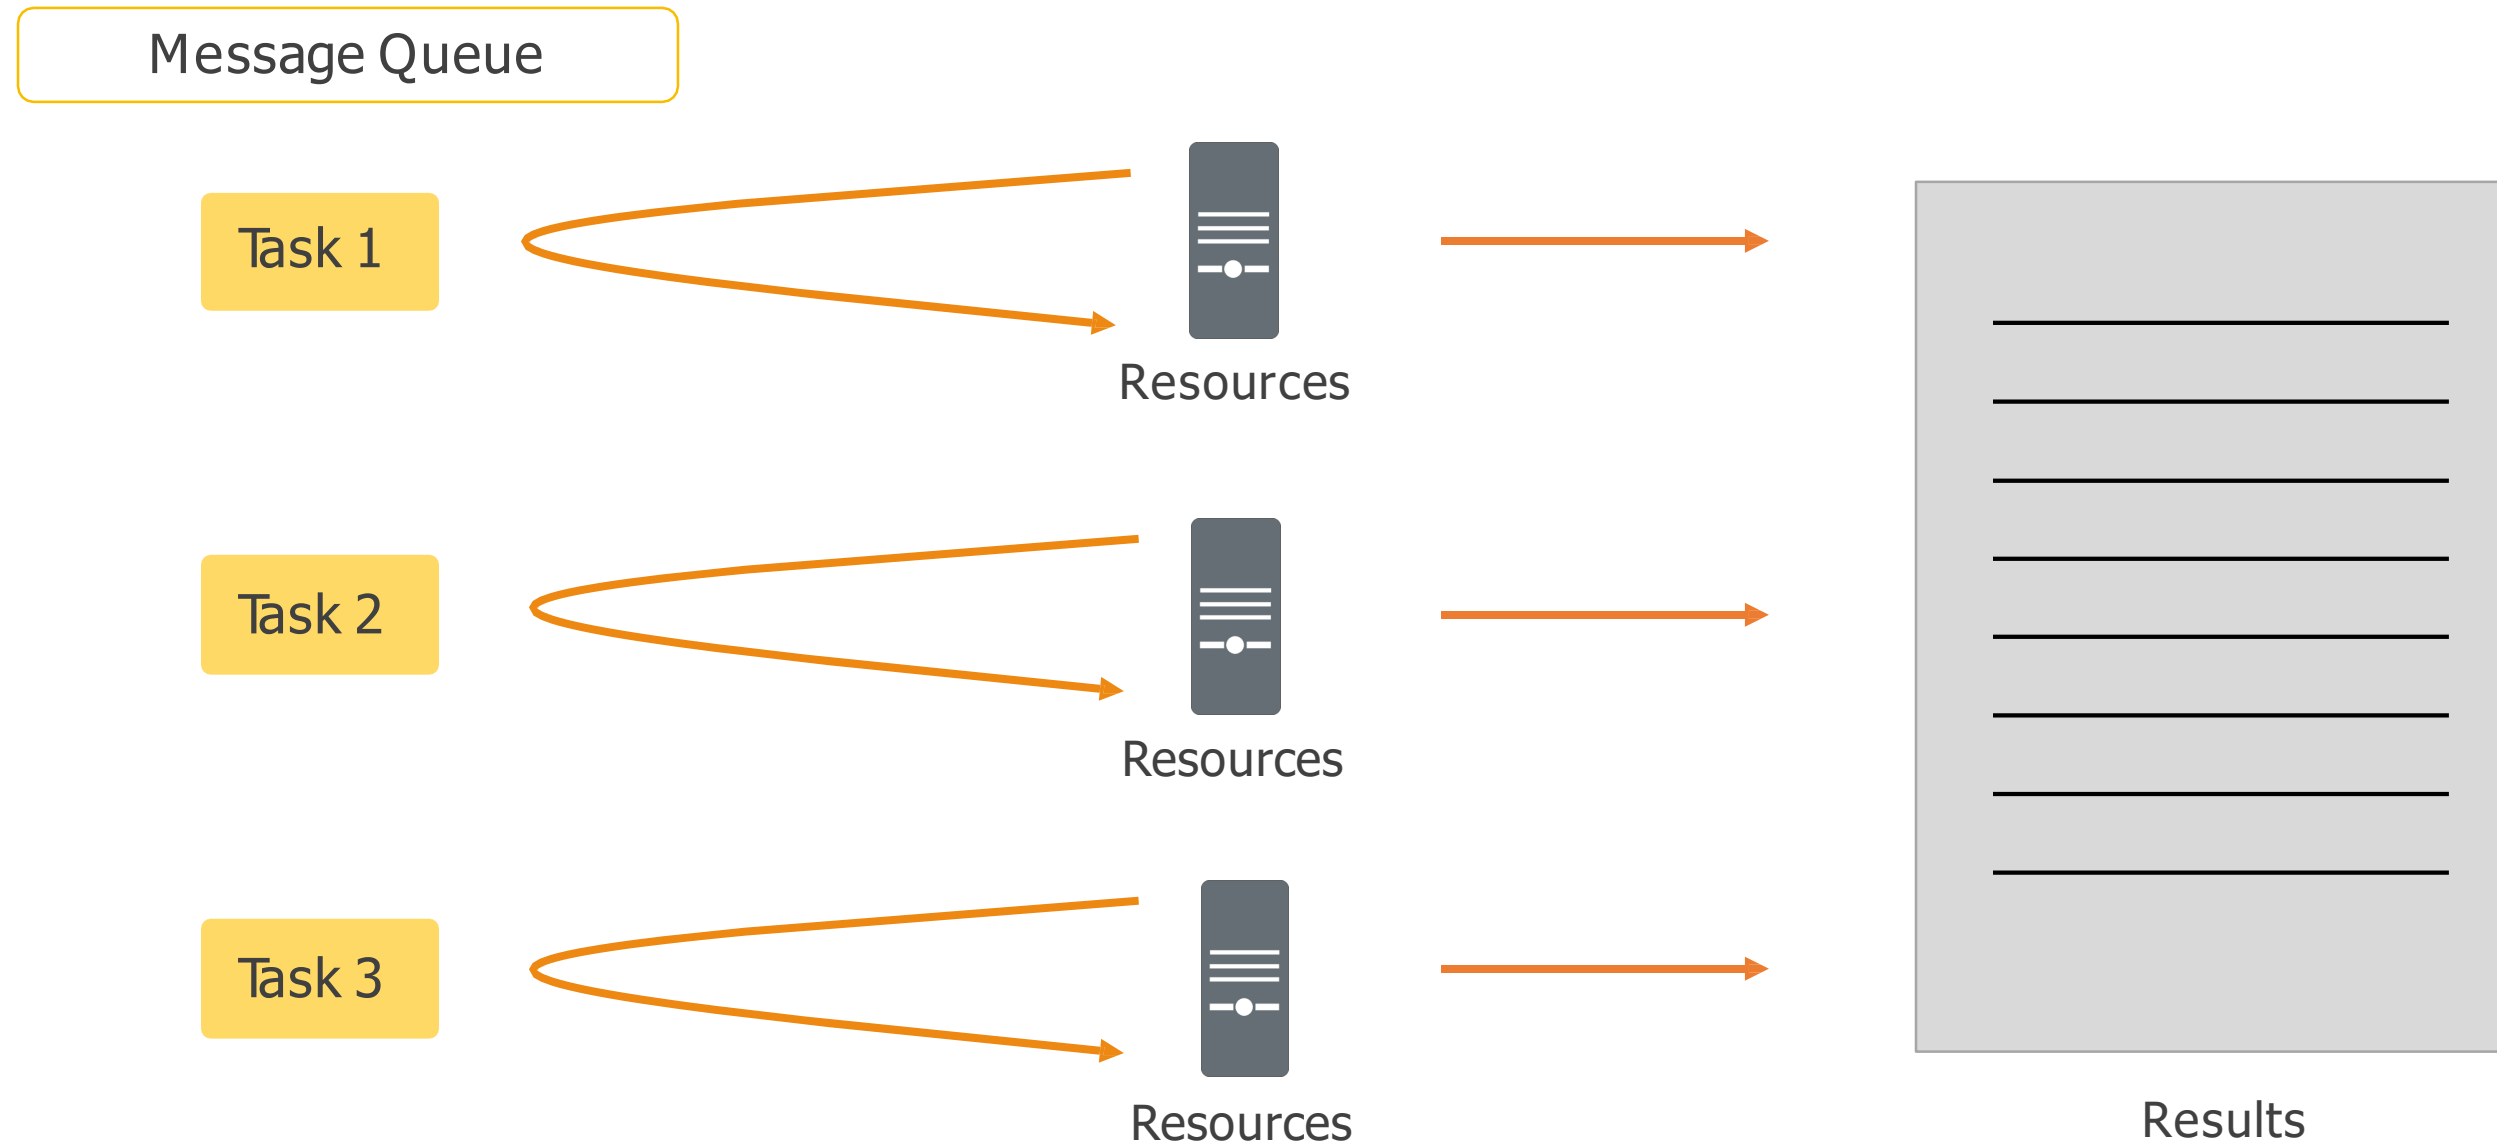 Message Queue
Task 1
Resources
Task 2
Resources
Task 3
Resources
Results